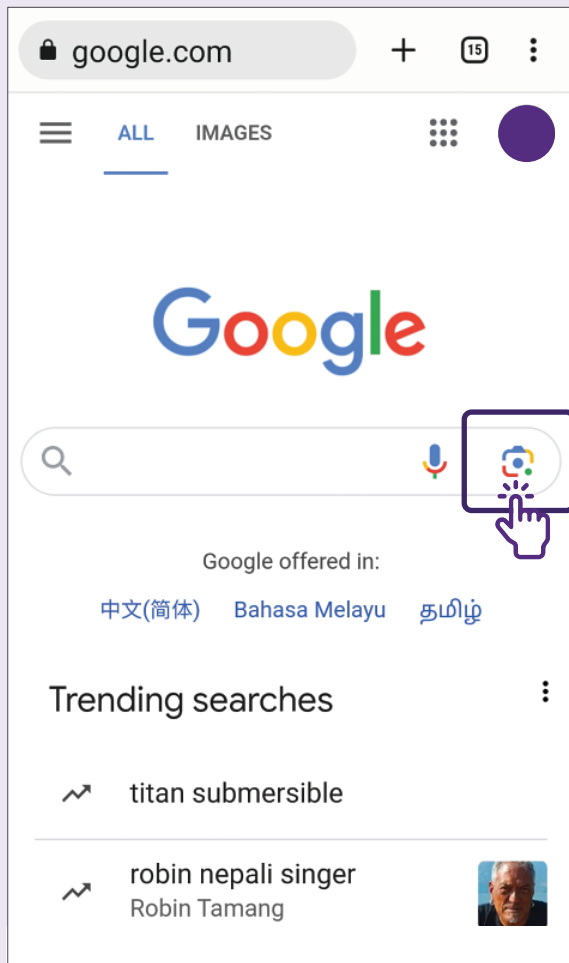 google.com
15
ALL IMAGES
Google
Google offered in:
中文(简体) Bahasa Melayu தமிழ்
Trending searches
titan submersible
robin nepali singer
Robin Tamang